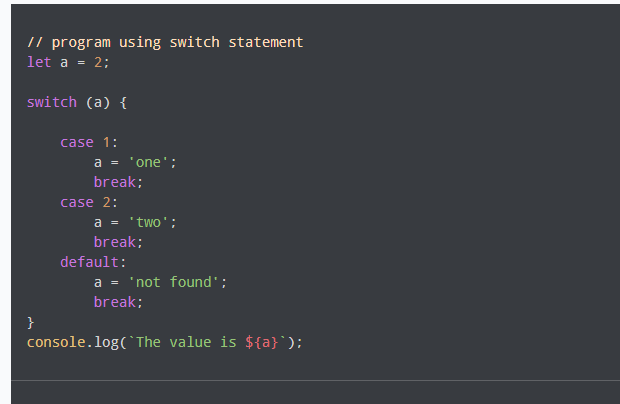 // program using switch statement
let a = 2;
switch (a) {
    case 1:
        a = 'one';
        break;
    case 2:
        a = 'two';
        break;
    default:
        a = 'not found';
        break;
}
console.log(`The value is ${a}`);